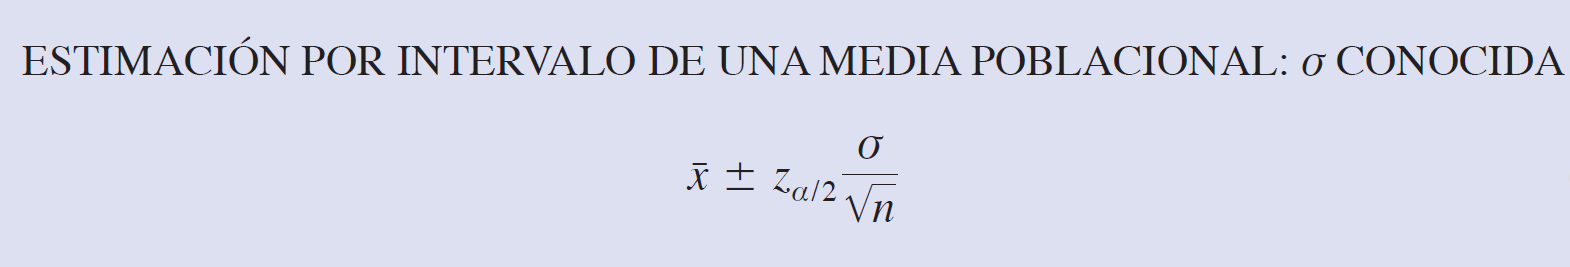 ESTIMACIÓN POR INTERVALO DE UNA MEDIA POBLACIONAL: σ CONOCIDA
x̄ ± z_{α/2} σ/√n